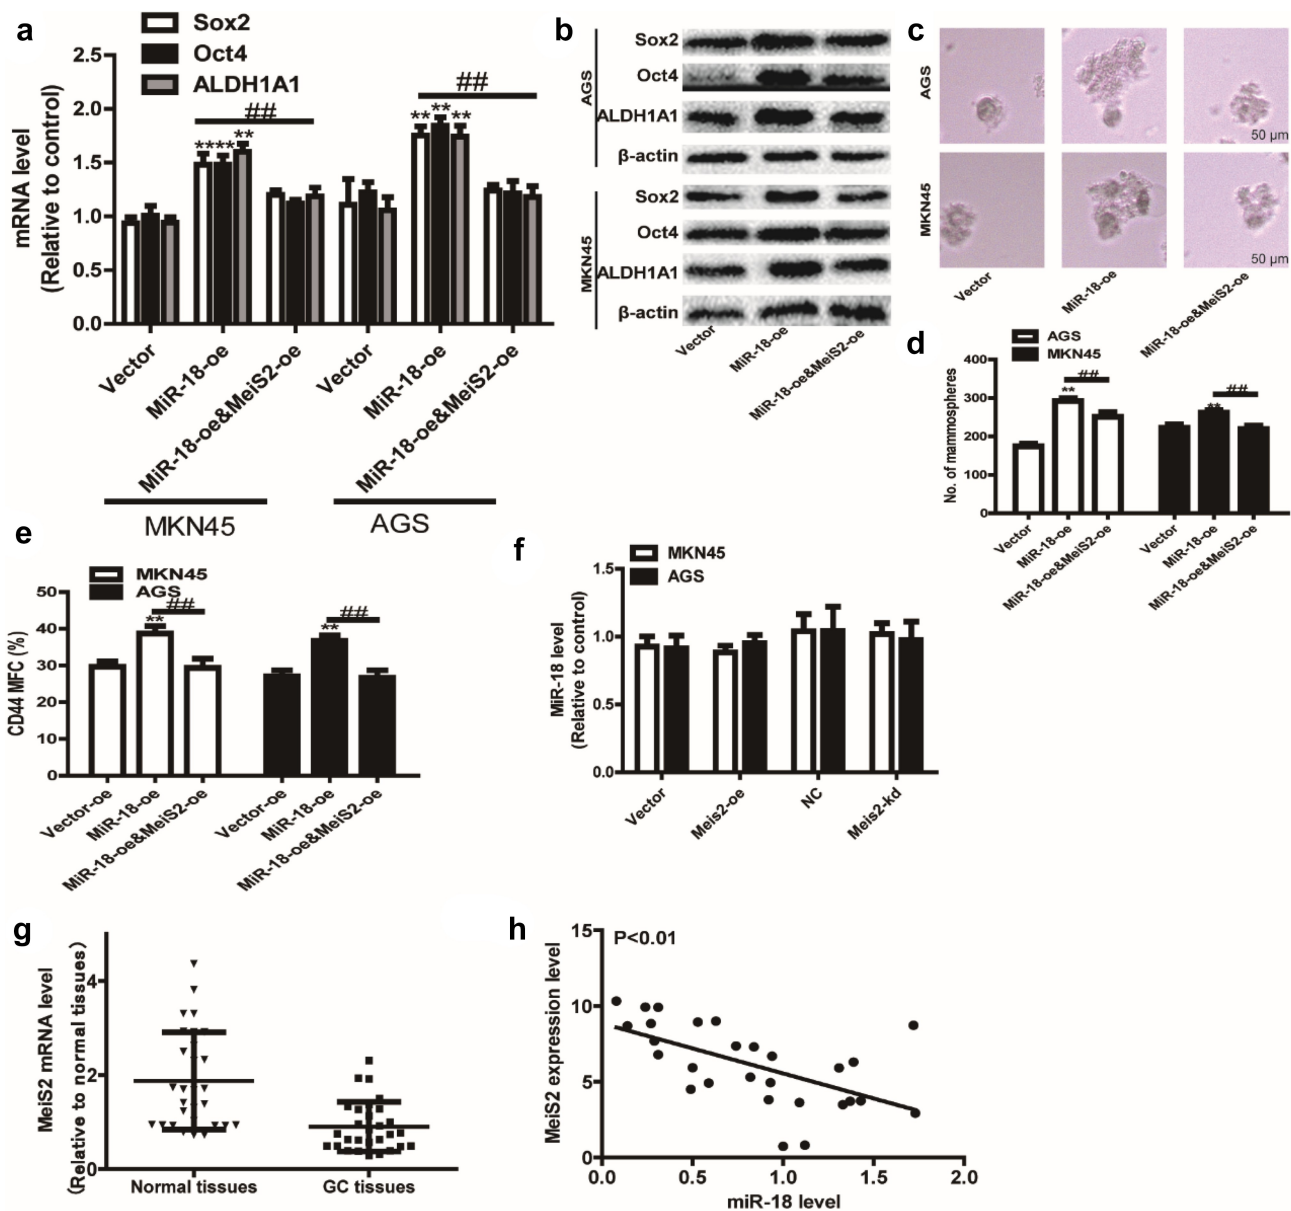 a
Sox2
Oct4
ALDH1A1
mRNA level
(Relative to control)
2.5
2.0
1.5
1.0
0.5
0.0
****
**
##
**
**
**
##
Vector
MiR-18-oe
MiR-18-oe&MeiS2-oe
Vector
MiR-18-oe
MiR-18-oe&MeiS2-oe
MKN45
AGS
b
AGS
Sox2
Oct4
ALDH1A1
β-actin
MKN45
Sox2
Oct4
ALDH1A1
β-actin
Vector
MiR-18-oe
MiR-18-oe&MeiS2-oe
c
AGS
50 μm
MKN45
50 μm
Vector
MiR-18-oe
MiR-18-oe&MeiS2-oe
d
AGS
MKN45
No. of mammospheres
400
300
200
100
0
**
##
**
##
Vector
MiR-18-oe
MiR-18-oe&MeiS2-oe
Vector
MiR-18-oe
MiR-18-oe&MeiS2-oe
e
MKN45
AGS
CD44 MFC (%)
50
40
30
20
10
0
**
##
**
##
Vector-oe
MiR-18-oe
MiR-18-oe&MeiS2-oe
Vector-oe
MiR-18-oe
MiR-18-oe&MeiS2-oe
f
MKN45
AGS
MiR-18 level
(Relative to control)
1.5
1.0
0.5
0.0
Vector
Meis2-oe
NC
Meis2-kd
g
MeiS2 mRNA level
(Relative to normal tissues)
4
2
0
Normal tissues
GC tissues
h
P<0.01
MeiS2 expression level
15
10
5
0
0.0
0.5
1.0
1.5
2.0
miR-18 level